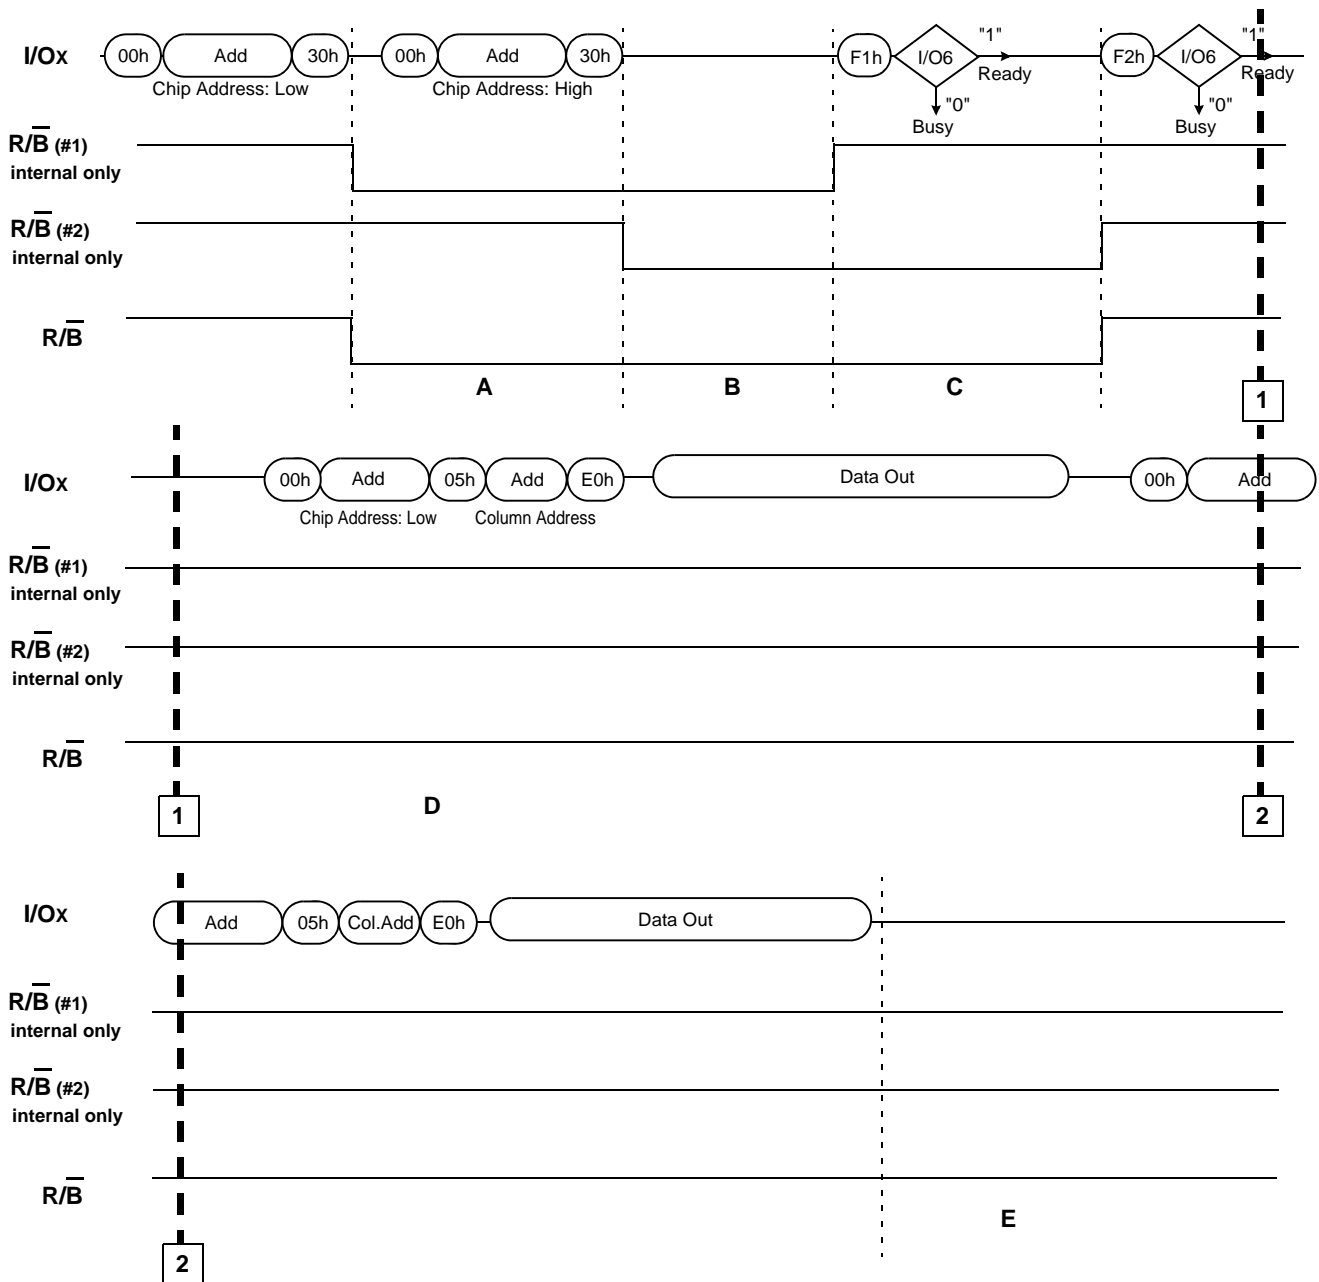 I/Ox 00h Add 30h 00h Add 30h F1h I/O6 "1" Ready F2h I/O6 "1" Ready
Chip Address: Low Chip Address: High
"0" "0"
Busy Busy
R/B (#1)
internal only
R/B (#2)
internal only
R/B
A B C
1
I/Ox 00h Add 05h Add E0h Data Out 00h Add
Chip Address: Low Column Address
R/B (#1)
internal only
R/B (#2)
internal only
R/B
1 D 2
I/Ox Add 05h Col.Add E0h Data Out
R/B (#1)
internal only
R/B (#2)
internal only
R/B
E
2